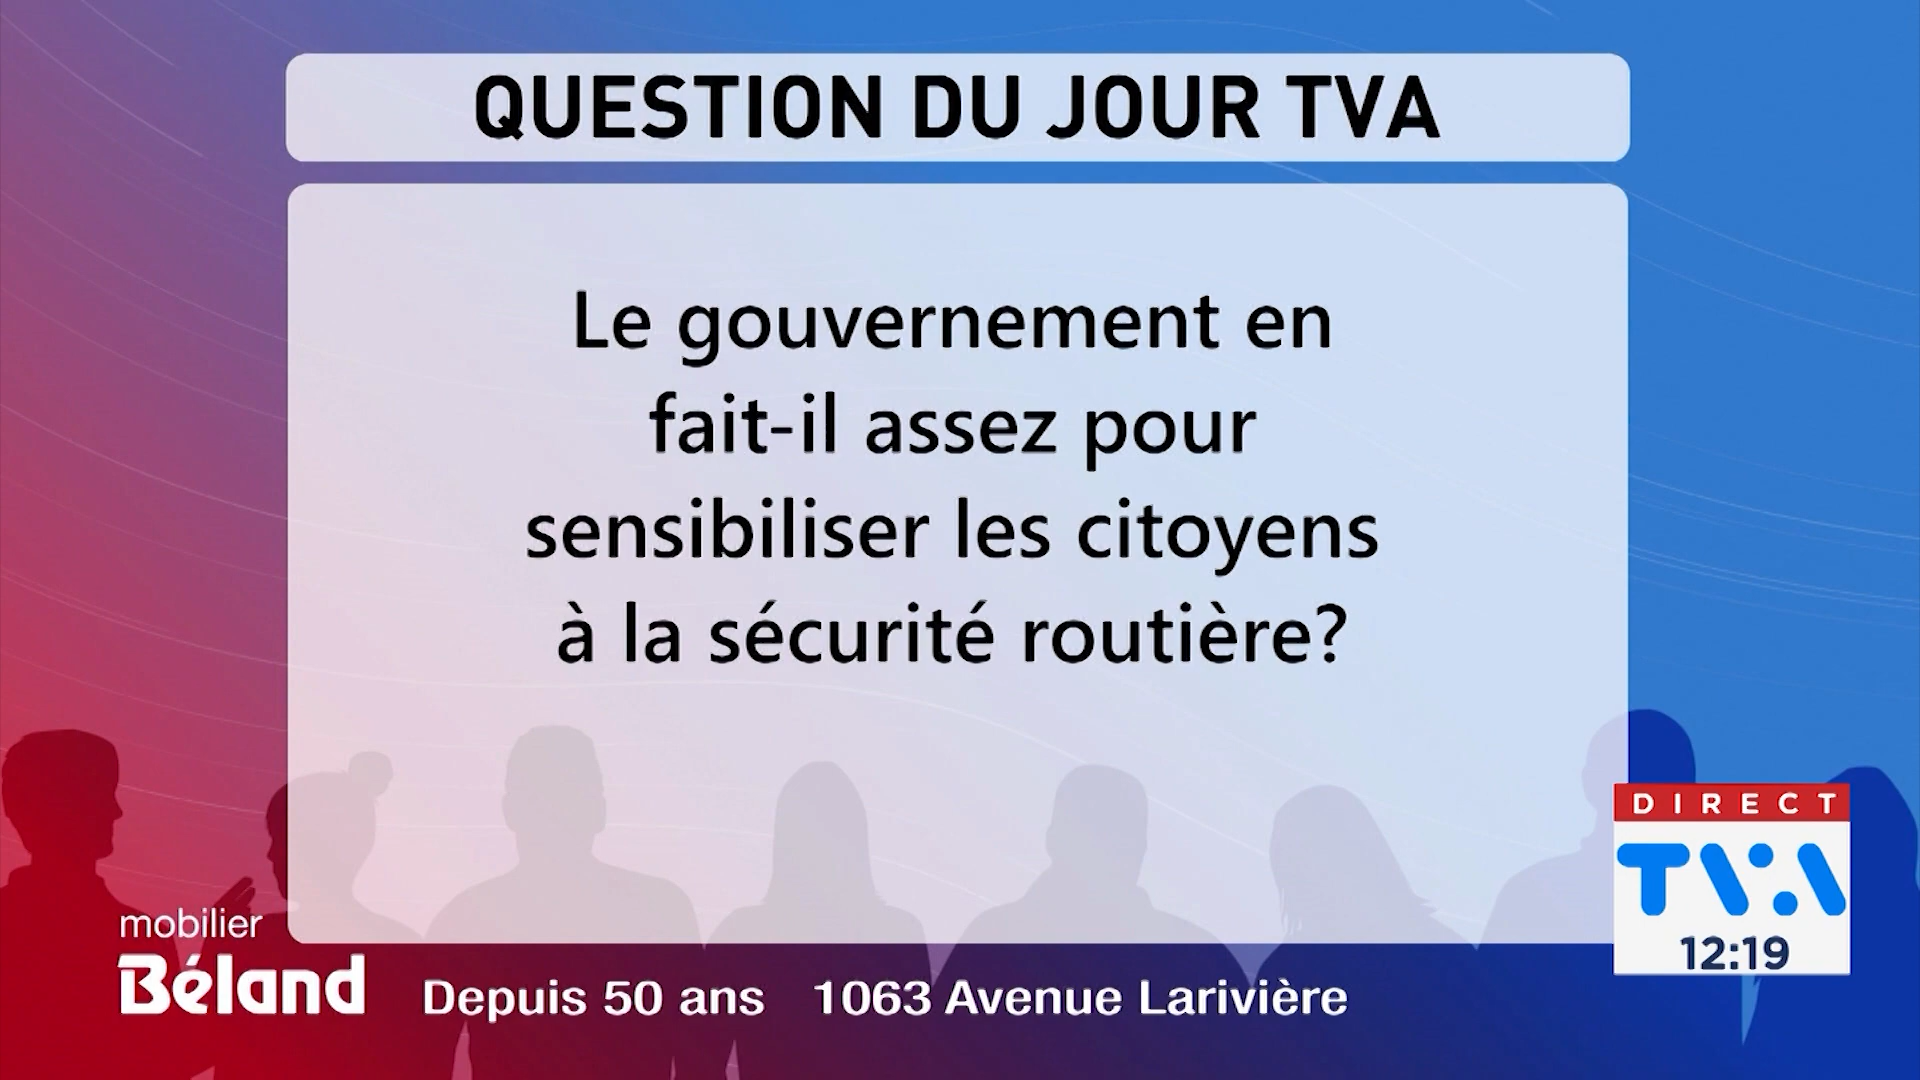 QUESTION DU JOUR TVA
Le gouvernement en
fait-il assez pour
sensibiliser les citoyens
à la sécurité routière?
DIRECT
TVA
12:19
mobilier
Béland
Depuis 50 ans 1063 Avenue Larivière